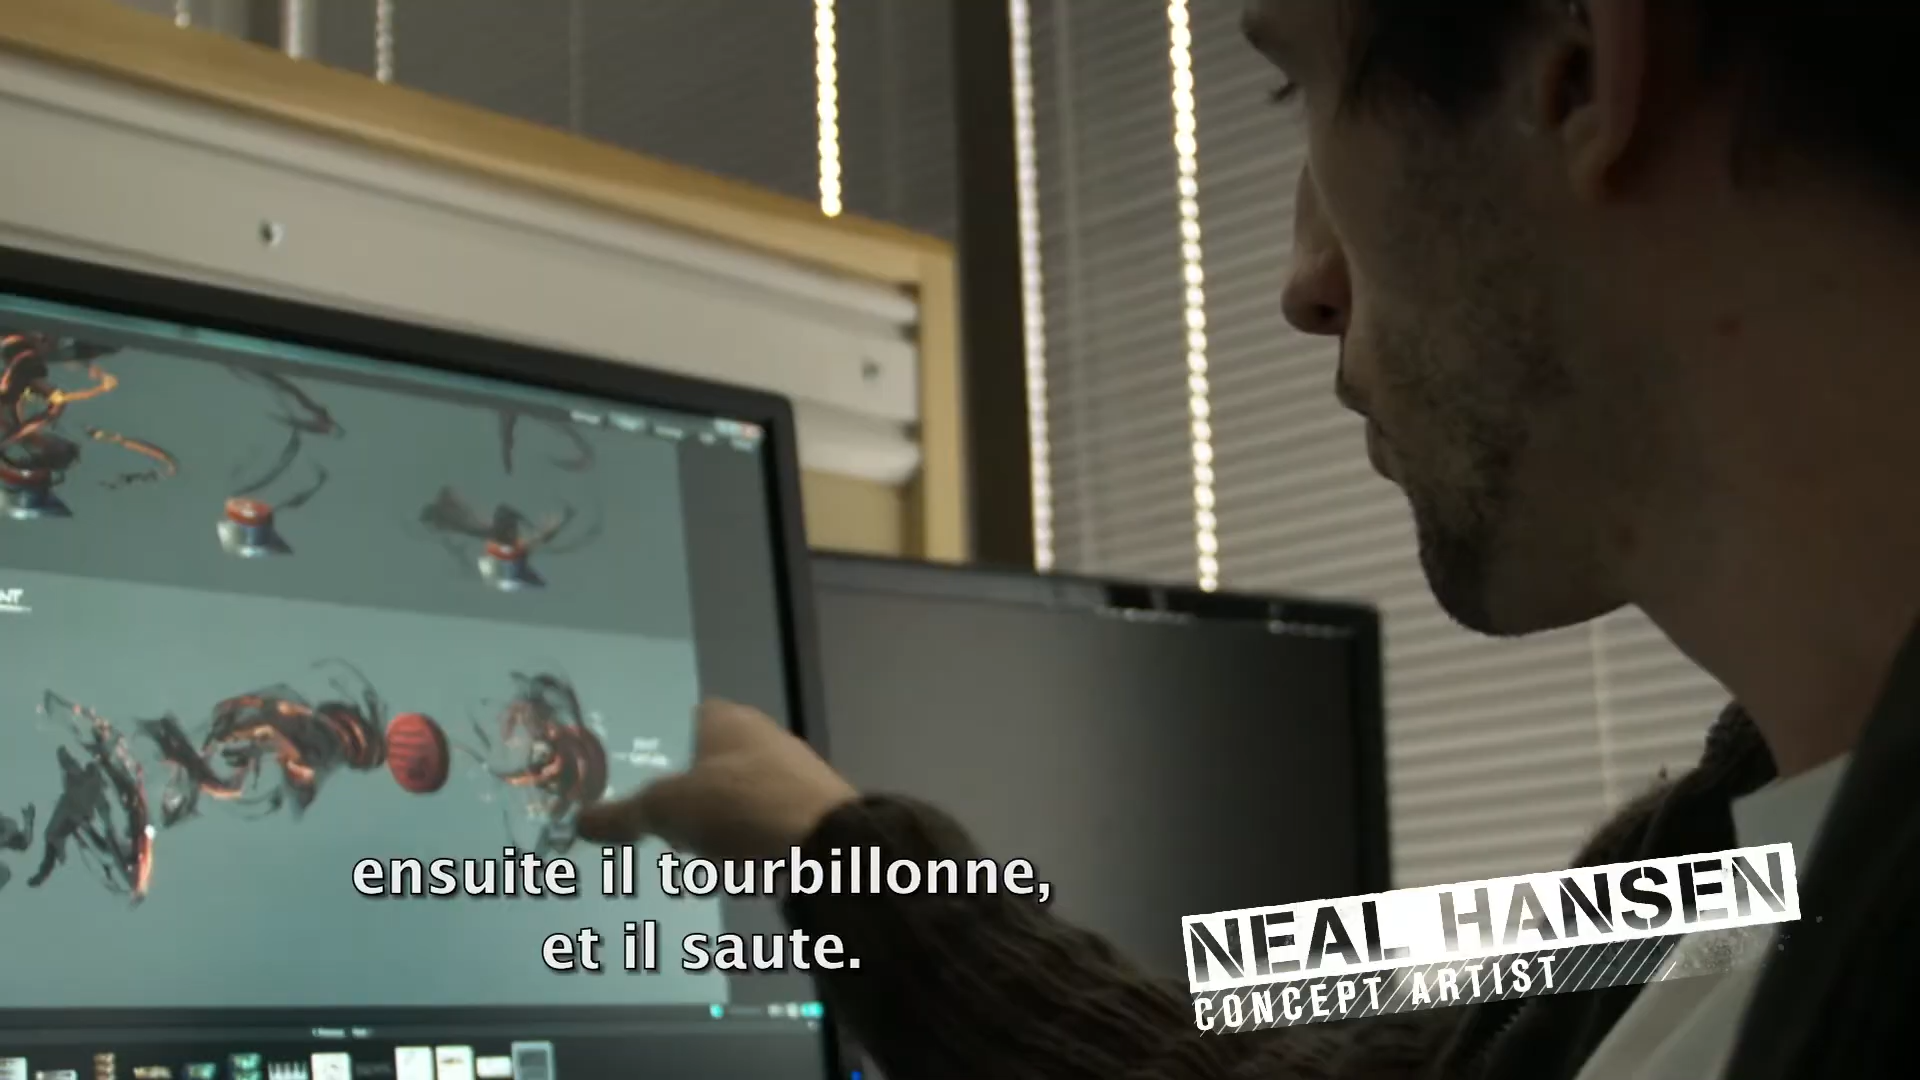 ensuite il tourbillonne,
et il saute.
NEAL HANSEN
CONCEPT ARTIST